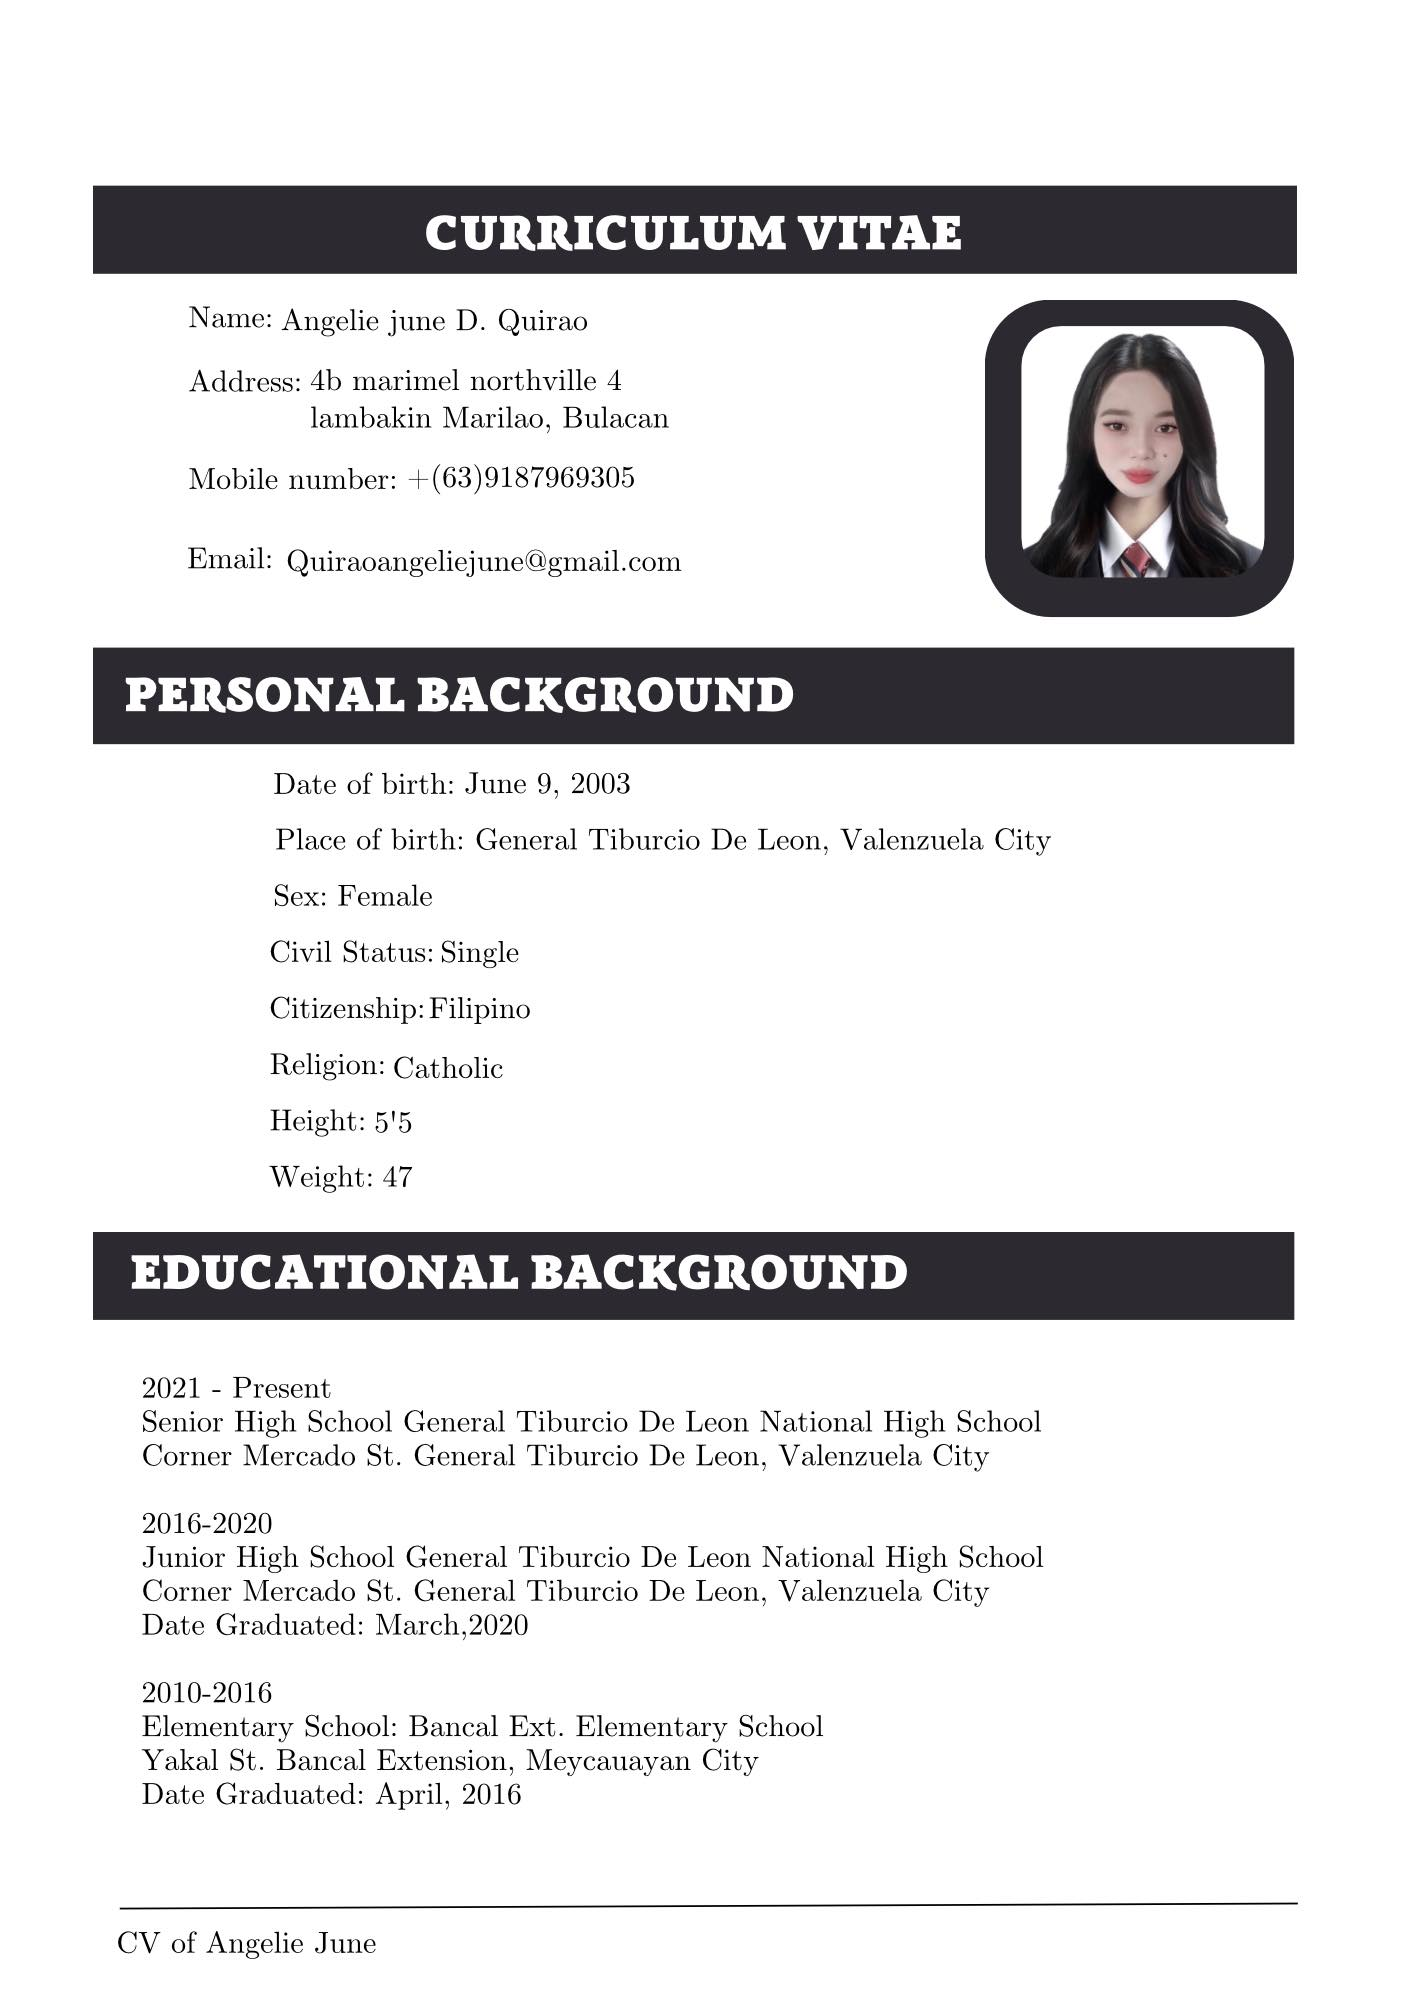 CURRICULUM VITAE
Name: Angelie june D. Quirao
Address: 4b marimel northville 4
lambakin Marilao, Bulacan
Mobile number: +(63)9187969305
Email: Quiraoangeliejune@gmail.com
PERSONAL BACKGROUND
Date of birth: June 9, 2003
Place of birth: General Tiburcio De Leon, Valenzuela City
Sex: Female
Civil Status: Single
Citizenship: Filipino
Religion: Catholic
Height: 5'5
Weight: 47
EDUCATIONAL BACKGROUND
2021 - Present
Senior High School General Tiburcio De Leon National High School
Corner Mercado St. General Tiburcio De Leon, Valenzuela City
2016-2020
Junior High School General Tiburcio De Leon National High School
Corner Mercado St. General Tiburcio De Leon, Valenzuela City
Date Graduated: March,2020
2010-2016
Elementary School: Bancal Ext. Elementary School
Yakal St. Bancal Extension, Meycauayan City
Date Graduated: April, 2016
CV of Angelie June